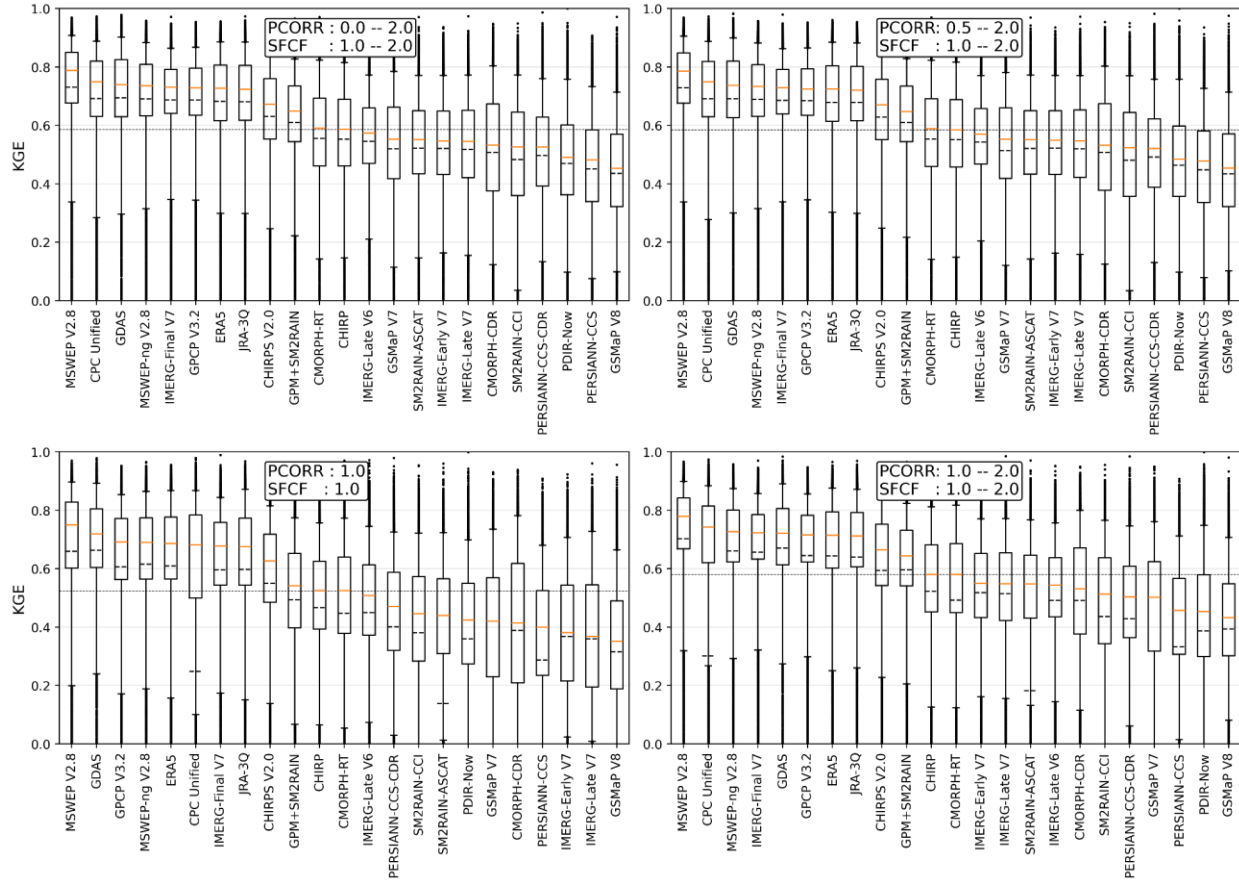 PCORR : 0.0 -- 2.0
SFCF   : 1.0 -- 2.0
KGE
1.0
0.8
0.6
0.4
0.2
0.0
MSWEP V2.8
CPC Unified
GDAS
MSWEP-ng V2.8
IMERG-Final V7
GPCP V3.2
ERA5
JRA-3Q
CHIRPS V2.0
GPM+SM2RAIN
CMORPH-RT
CHIRP
IMERG-Late V6
GSMaP V7
SM2RAIN-ASCAT
IMERG-Early V7
IMERG-Late V7
CMORPH-CDR
SM2RAIN-CCI
PERSIANN-CCS-CDR
PDIR-Now
PERSIANN-CCS
GSMaP V8
PCORR : 0.5 -- 2.0
SFCF   : 1.0 -- 2.0
1.0
0.8
0.6
0.4
0.2
0.0
MSWEP V2.8
CPC Unified
GDAS
MSWEP-ng V2.8
IMERG-Final V7
GPCP V3.2
ERA5
JRA-3Q
CHIRPS V2.0
GPM+SM2RAIN
CMORPH-RT
CHIRP
IMERG-Late V6
GSMaP V7
SM2RAIN-ASCAT
IMERG-Early V7
IMERG-Late V7
CMORPH-CDR
SM2RAIN-CCI
PERSIANN-CCS-CDR
PDIR-Now
PERSIANN-CCS
GSMaP V8
PCORR : 1.0
SFCF   : 1.0
KGE
1.0
0.8
0.6
0.4
0.2
0.0
MSWEP V2.8
GDAS
GPCP V3.2
MSWEP-ng V2.8
ERA5
CPC Unified
IMERG-Final V7
JRA-3Q
CHIRPS V2.0
GPM+SM2RAIN
CHIRP
CMORPH-RT
IMERG-Late V6
PERSIANN-CCS-CDR
SM2RAIN-CCI
SM2RAIN-ASCAT
PDIR-Now
GSMaP V7
CMORPH-CDR
PERSIANN-CCS
IMERG-Early V7
IMERG-Late V7
GSMaP V8
PCORR: 1.0 -- 2.0
SFCF   : 1.0 -- 2.0
KGE
1.0
0.8
0.6
0.4
0.2
0.0
MSWEP V2.8
CPC Unified
MSWEP-ng V2.8
IMERG-Final V7
GDAS
GPCP V3.2
ERA5
JRA-3Q
CHIRPS V2.0
GPM+SM2RAIN
CHIRP
CMORPH-RT
IMERG-Early V7
IMERG-Late V7
SM2RAIN-ASCAT
IMERG-Late V6
CMORPH-CDR
SM2RAIN-CCI
PERSIANN-CCS-CDR
GSMaP V7
PERSIANN-CCS
PDIR-Now
GSMaP V8